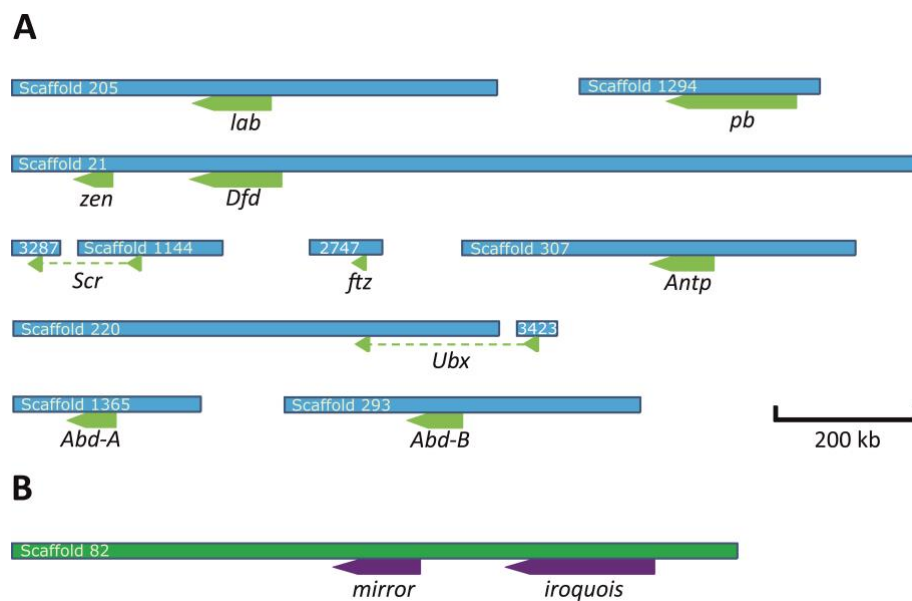 A
Scaffold 205
Scaffold 1294
lab
pb
Scaffold 21
zen
Dfd
3287
Scaffold 1144
2747
Scaffold 307
Scr
ftz
Antp
Scaffold 220
3423
Ubx
Scaffold 1365
Scaffold 293
Abd-A
Abd-B
200 kb
B
Scaffold 82
mirror
iroquois